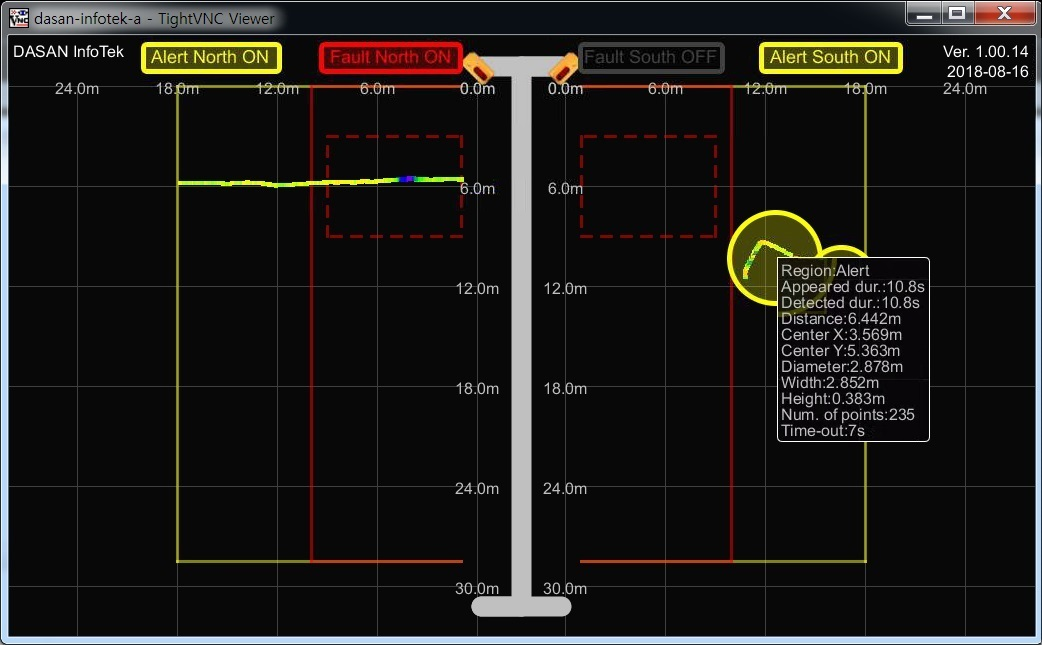 dasan-infotek-a - TightVNC Viewer
DASAN InfoTek
Alert North ON
Fault North ON
Fault South OFF
Alert South ON
Ver. 1.00.14
2018-08-16
24.0m 18.0m 12.0m 6.0m 0.0m 0.0m 6.0m 12.0m 18.0m 24.0m
6.0m 6.0m
12.0m 12.0m
18.0m 18.0m
24.0m 24.0m
30.0m 30.0m
Region:Alert
Appeared dur.:10.8s
Detected dur.:10.8s
Distance:6.442m
Center X:3.569m
Center Y:5.363m
Diameter:2.878m
Width:2.852m
Height:0.383m
Num. of points:235
Time-out:7s